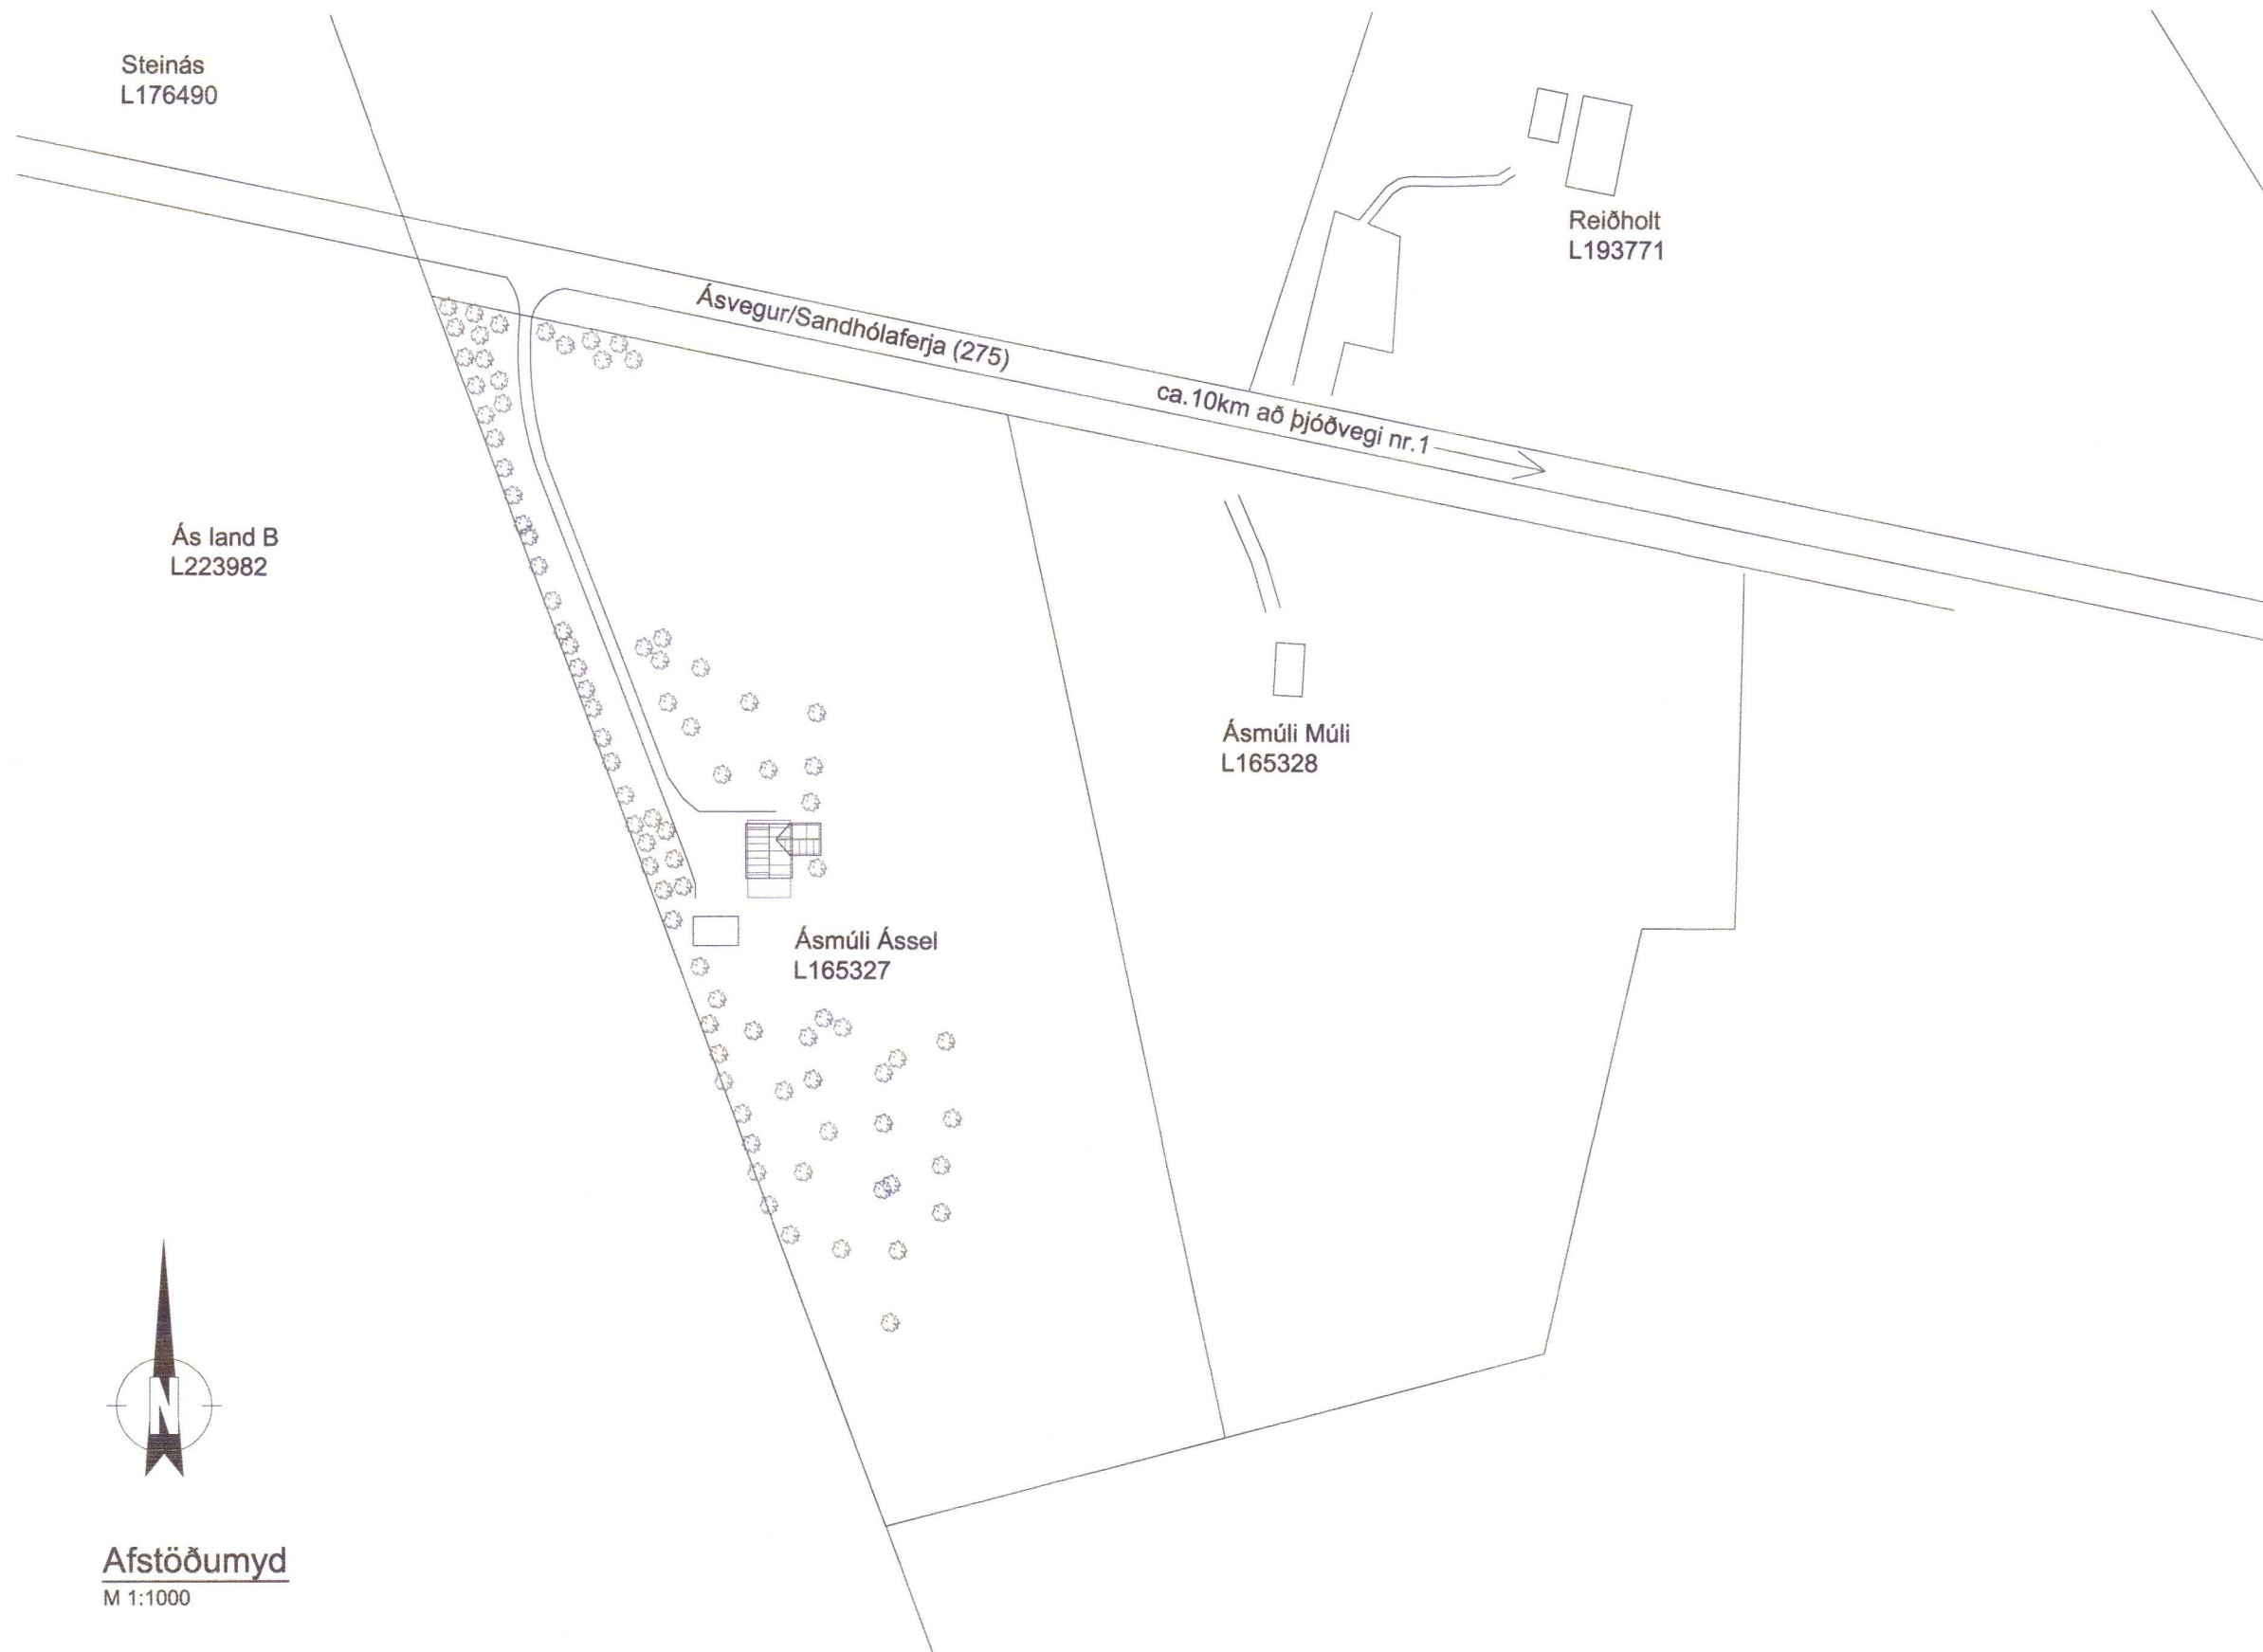 Steinás
L176490
Reiðholt
L193771
Ásvegur/Sandhólaferja (275)
ca.10km að þjóðvegi nr.1
Ás land B
L223982
Ásmúli Múli
L165328
Ásmúli Ássel
L165327
N
Afstöðumyd
M 1:1000